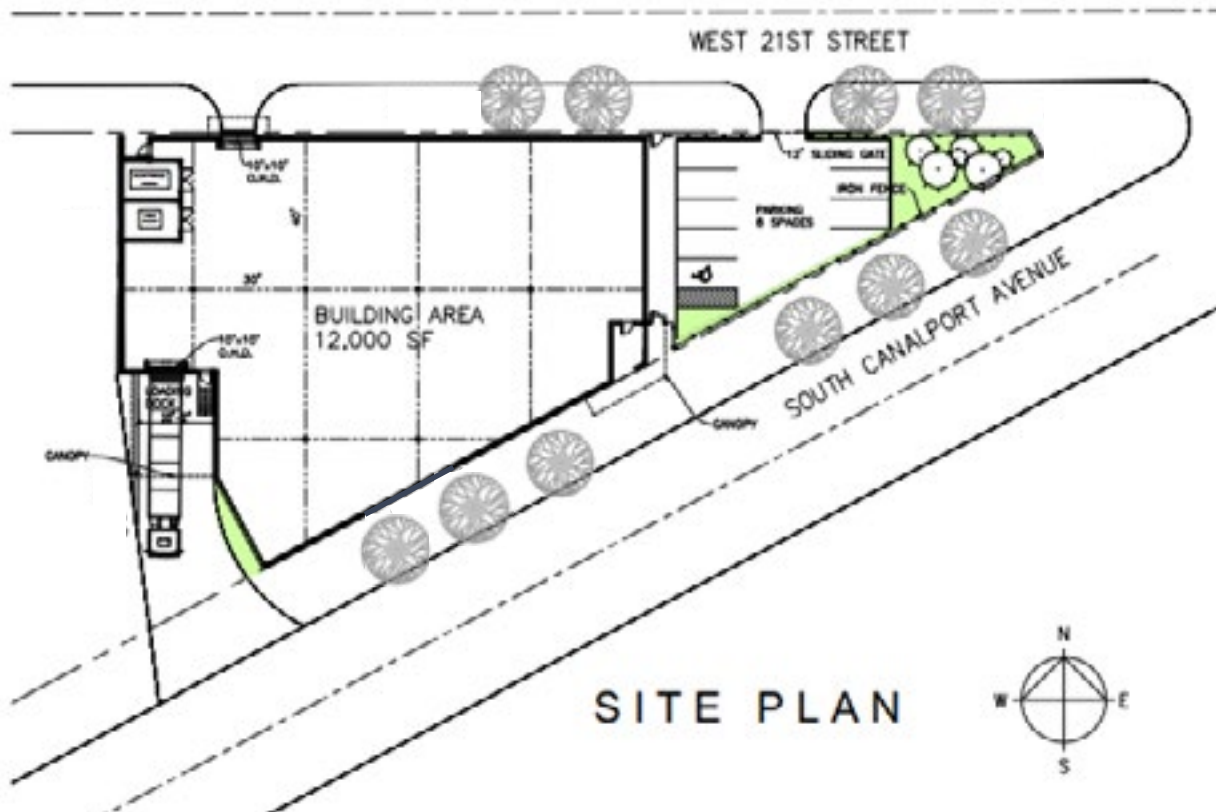 WEST 21ST STREET
10'x10'
O.H.D.
12' SLIDING GATE
IRON FENCE
40'
PARKING
8 SPACES
30'
BUILDING AREA
12,000 SF
10'x10'
O.H.D.
LOADING
DOCK
SOUTH CANALPORT AVENUE
CANOPY
CANOPY
SITE PLAN
N
W
E
S